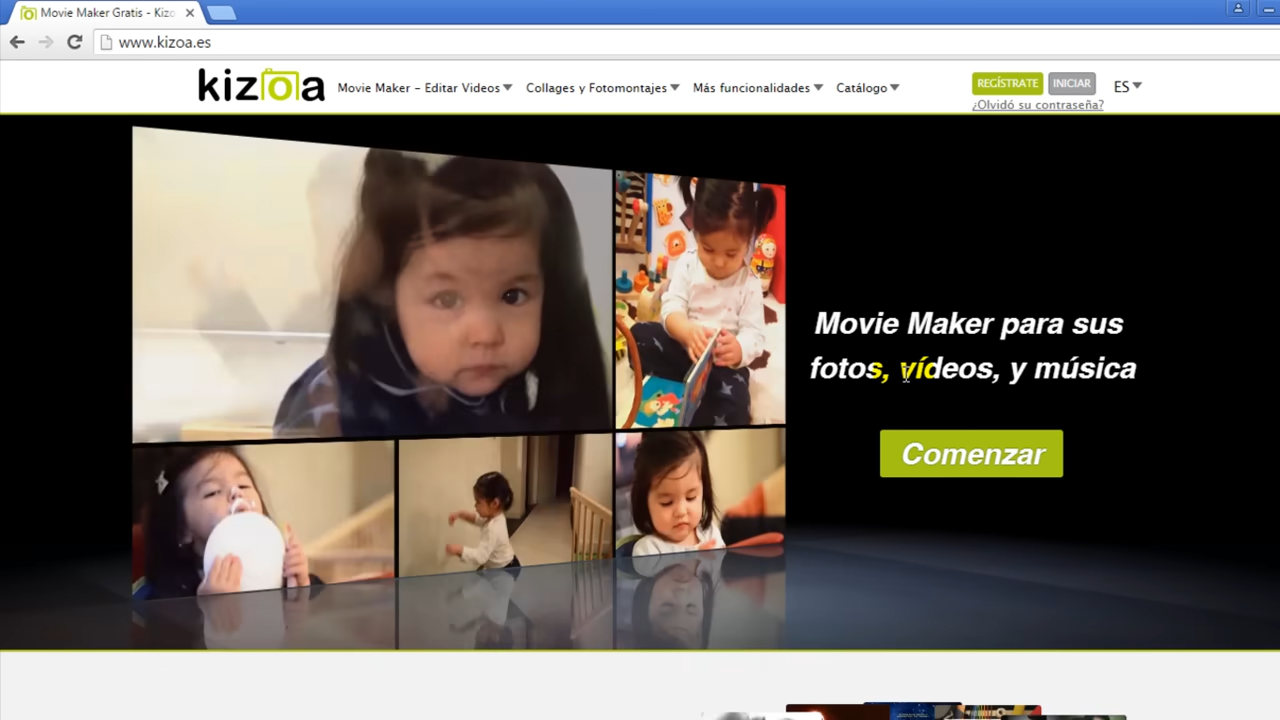 Movie Maker Gratis - Kizo
www.kizoa.es
kizoa
Movie Maker - Editar Videos
Collages y Fotomontajes
Más funcionalidades
Catálogo
REGÍSTRATE
INICIAR
ES
¿Olvidó su contraseña?
Movie Maker para sus
fotos, vídeos, y música
Comenzar